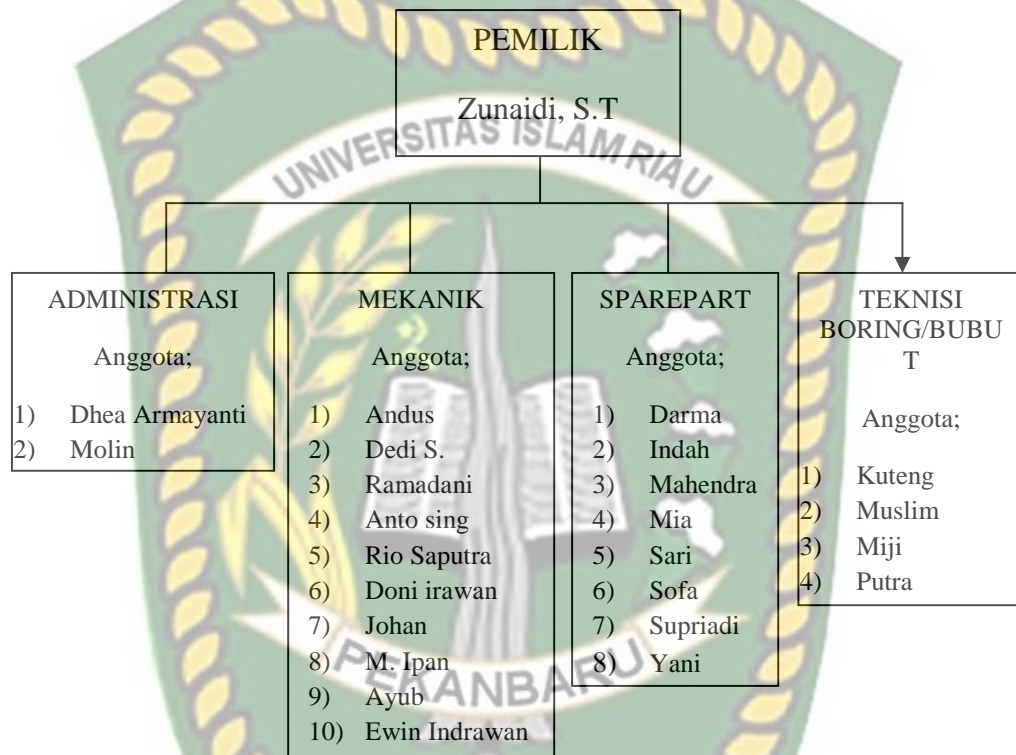 PEMILIK
Zunaidi, S.T
UNIVERSITAS ISLAM RIAU
ADMINISTRASI
Anggota;
1) Dhea Armayanti
2) Molin
MEKANIK
Anggota;
1) Andus
2) Dedi S.
3) Ramadani
4) Anto sing
5) Rio Saputra
6) Doni irawan
7) Johan
8) M. Ipan
9) Ayub
10) Ewin Indrawan
SPAREPART
Anggota;
1) Darma
2) Indah
3) Mahendra
4) Mia
5) Sari
6) Sofa
7) Supriadi
8) Yani
TEKNISI
BORING/BUBU
T
Anggota;
1) Kuteng
2) Muslim
3) Miji
4) Putra
PEKANBARU